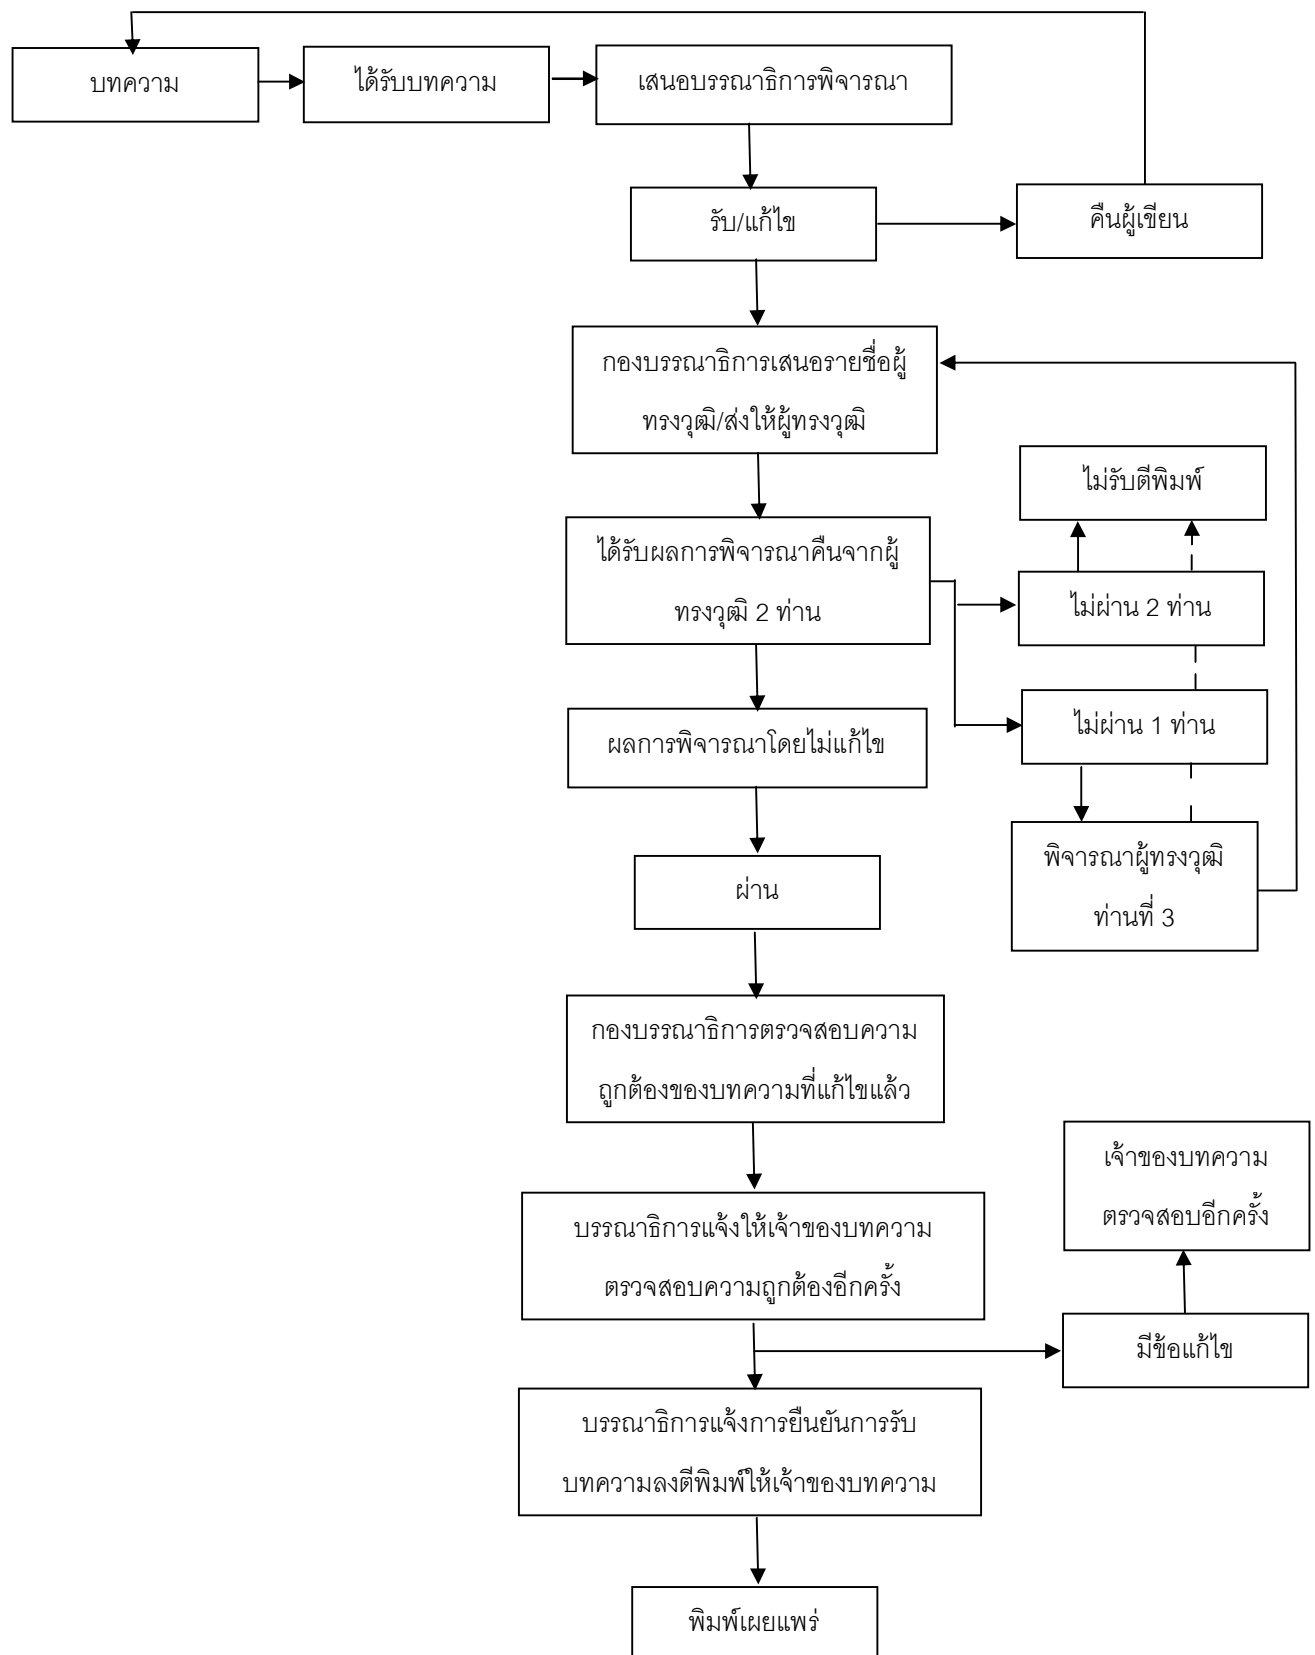 บทความ
ได้รับบทความ
เสนอบรรณาธิการพิจารณา
รับ/แก้ไข
คืนผู้เขียน
กองบรรณาธิการเสนอรายชื่อผู้
ทรงวุฒิ/ส่งให้ผู้ทรงวุฒิ
ไม่รับตีพิมพ์
ได้รับผลการพิจารณาคืนจากผู้
ทรงวุฒิ 2 ท่าน
ไม่ผ่าน 2 ท่าน
ไม่ผ่าน 1 ท่าน
ผลการพิจารณาโดยไม่แก้ไข
พิจารณาผู้ทรงวุฒิ
ท่านที่ 3
ผ่าน
กองบรรณาธิการตรวจสอบความ
ถูกต้องของบทความที่แก้ไขแล้ว
เจ้าของบทความ
ตรวจสอบอีกครั้ง
บรรณาธิการแจ้งให้เจ้าของบทความ
ตรวจสอบความถูกต้องอีกครั้ง
มีข้อแก้ไข
บรรณาธิการแจ้งการยืนยันการรับ
บทความลงตีพิมพ์ให้เจ้าของบทความ
พิมพ์เผยแพร่